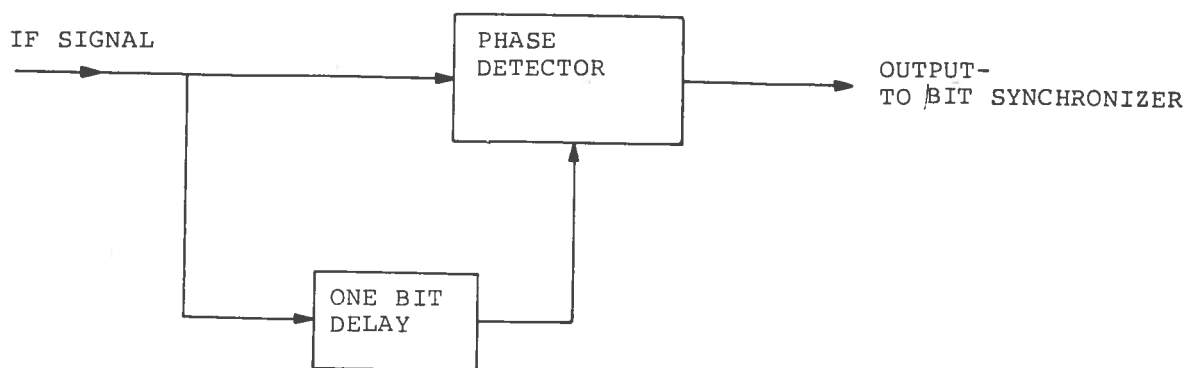 IF SIGNAL
PHASE
DETECTOR
OUTPUT-
TO BIT SYNCHRONIZER
ONE BIT
DELAY